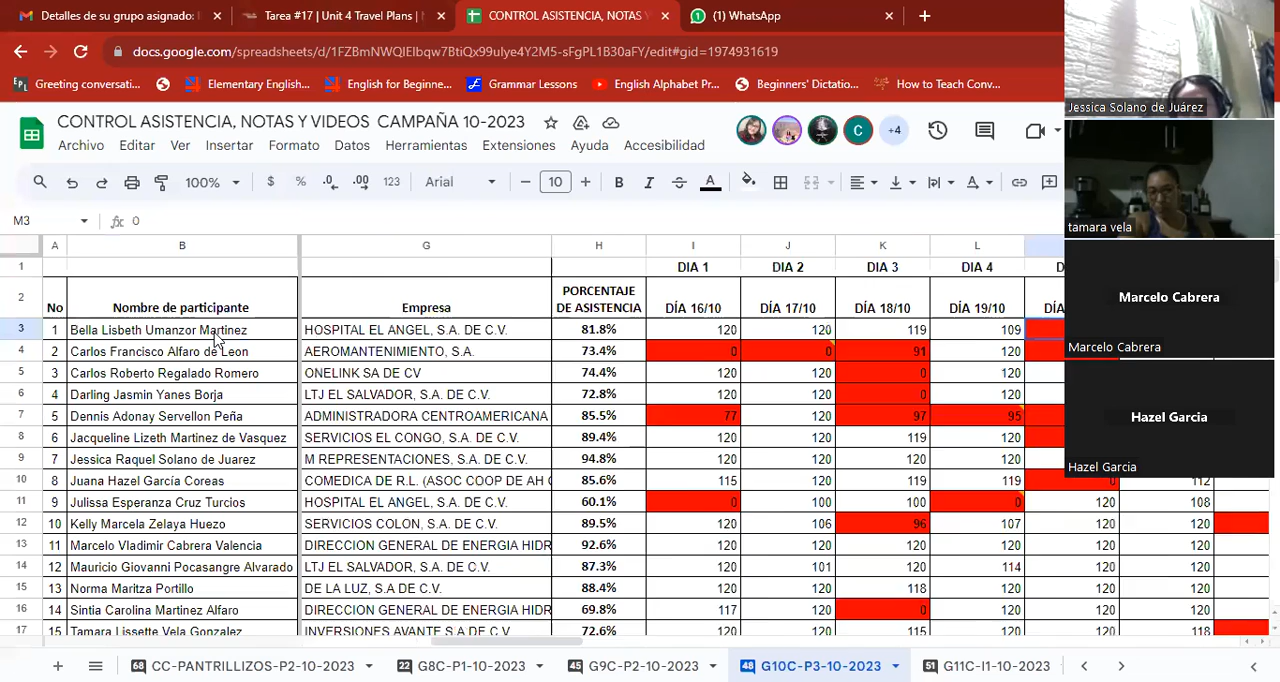 Detalles de su grupo asignado:
Tarea #17 | Unit 4 Travel Plans |
CONTROL ASISTENCIA, NOTAS Y
(1) WhatsApp
docs.google.com/spreadsheets/d/1FZBmNWQIEIbqw7BtiQx99ulye4Y2M5-sFgPL1B30aFY/edit#gid=1974931619
Greeting conversati...
Elementary English...
English for Beginne...
Grammar Lessons
English Alphabet Pr...
Beginners' Dictatio...
How to Teach Conv...
CONTROL ASISTENCIA, NOTAS Y VIDEOS CAMPAÑA 10-2023
+4
Archivo Editar Ver Insertar Formato Datos Herramientas Extensiones Ayuda Accesibilidad
100% $ % .0 .00 123 Arial 10 B I A
M3 fx 0
A B G H I J K L
1 DIA 1 DIA 2 DIA 3 DIA 4
2 No Nombre de participante Empresa PORCENTAJE DE ASISTENCIA DÍA 16/10 DÍA 17/10 DÍA 18/10 DÍA 19/10
3 1 Bella Lisbeth Umanzor Martinez HOSPITAL EL ANGEL, S.A. DE C.V. 81.8% 120 120 119 109
4 2 Carlos Francisco Alfaro de Leon AEROMANTENIMIENTO, S.A. 73.4% 0 0 91 120
5 3 Carlos Roberto Regalado Romero ONELINK SA DE CV 74.4% 120 120 0 120
6 4 Darling Jasmin Yanes Borja LTJ EL SALVADOR, S.A. DE C.V. 72.8% 120 120 0 120
7 5 Dennis Adonay Servellon Peña ADMINISTRADORA CENTROAMERICANA 85.5% 77 120 97 95
8 6 Jacqueline Lizeth Martinez de Vasquez SERVICIOS EL CONGO, S.A. DE C.V. 89.4% 120 120 119 120
9 7 Jessica Raquel Solano de Juarez M REPRESENTACIONES, S.A. DE C.V. 94.8% 120 120 120 120
10 8 Juana Hazel García Coreas COMEDICA DE R.L. (ASOC COOP DE AH 85.6% 115 120 119 119 0 112
11 9 Julissa Esperanza Cruz Turcios HOSPITAL EL ANGEL, S.A. DE C.V. 60.1% 0 100 100 0 120 108
12 10 Kelly Marcela Zelaya Huezo SERVICIOS COLON, S.A. DE C.V. 89.5% 120 106 96 107 120 120
13 11 Marcelo Vladimir Cabrera Valencia DIRECCION GENERAL DE ENERGIA HIDR 92.6% 120 120 120 120 120 120
14 12 Mauricio Giovanni Pocasangre Alvarado LTJ EL SALVADOR, S.A. DE C.V. 87.3% 120 101 120 114 120 120
15 13 Norma Maritza Portillo DE LA LUZ, S.A DE C.V. 88.4% 120 120 118 120 120 120
16 14 Sintia Carolina Martinez Alfaro DIRECCION GENERAL DE ENERGIA HIDR 69.8% 117 120 0 120 120 120
17 15 Tamara Lissette Vela Gonzalez INVERSIONES AVANTE S.A. DE C.V. 72.6% 120 120 115 120 120 118
68 CC-PANTRILLIZOS-P2-10-2023
22 G8C-P1-10-2023
45 G9C-P2-10-2023
48 G10C-P3-10-2023
51 G11C-I1-10-2023
Jessica Solano de Juárez
tamara vela
Marcelo Cabrera
Marcelo Cabrera
Hazel Garcia
Hazel Garcia